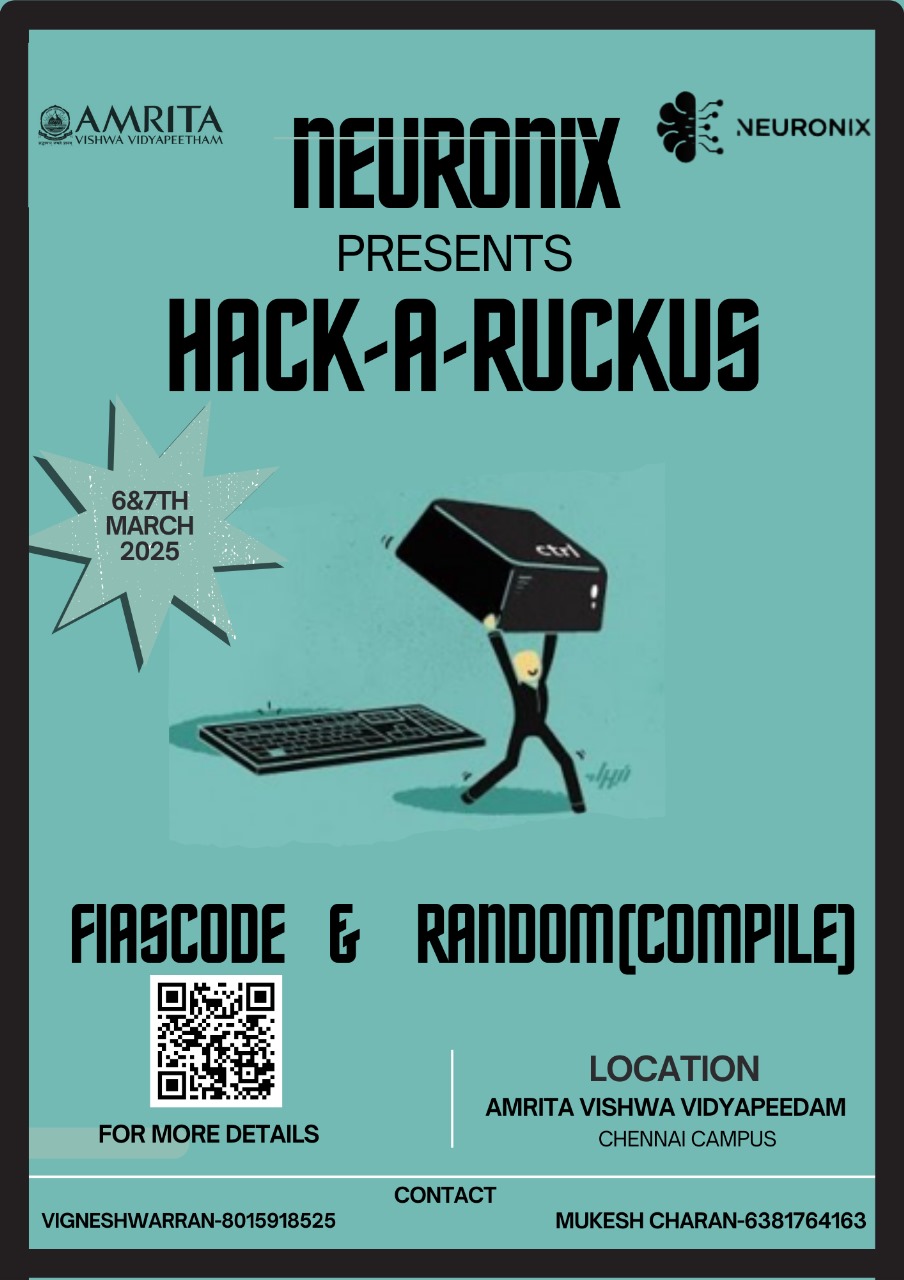 AMRITA
VISHWA VIDYAPEETHAM
NEURONIX
NEURONIX
PRESENTS
HACK-A-RUCKUS
6&7TH
MARCH
2025
ctrl
FIASCODE & RANDOM(COMPILE)
FOR MORE DETAILS
LOCATION
AMRITA VISHWA VIDYAPEEDAM
CHENNAI CAMPUS
CONTACT
VIGNESHWARRAN-8015918525
MUKESH CHARAN-6381764163